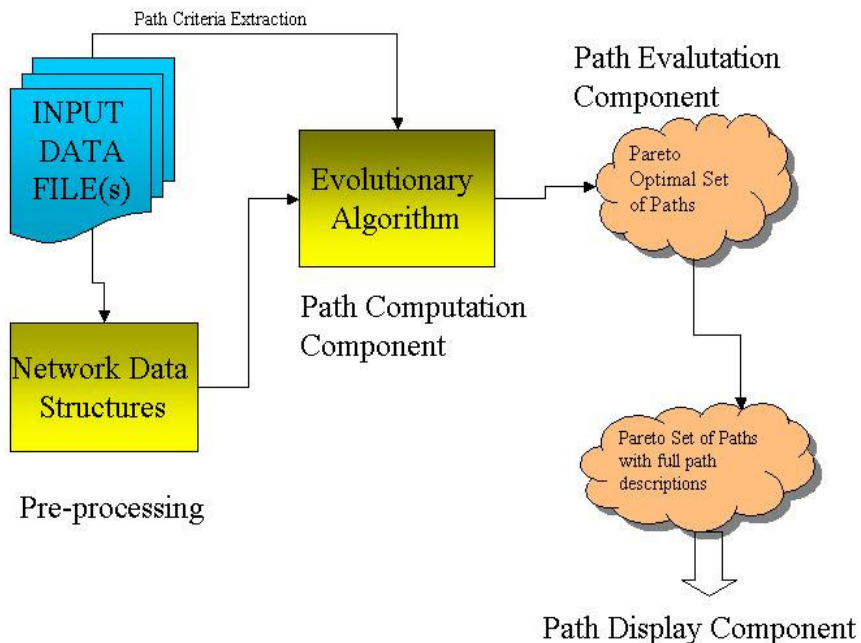 Path Criteria Extraction
INPUT
DATA
FILE(s)
Evolutionary
Algorithm
Path Evalutation
Component
Pareto
Optimal Set
of Paths
Path Computation
Component
Network Data
Structures
Pre-processing
Pareto Set of Paths
with full path
descriptions
Path Display Component